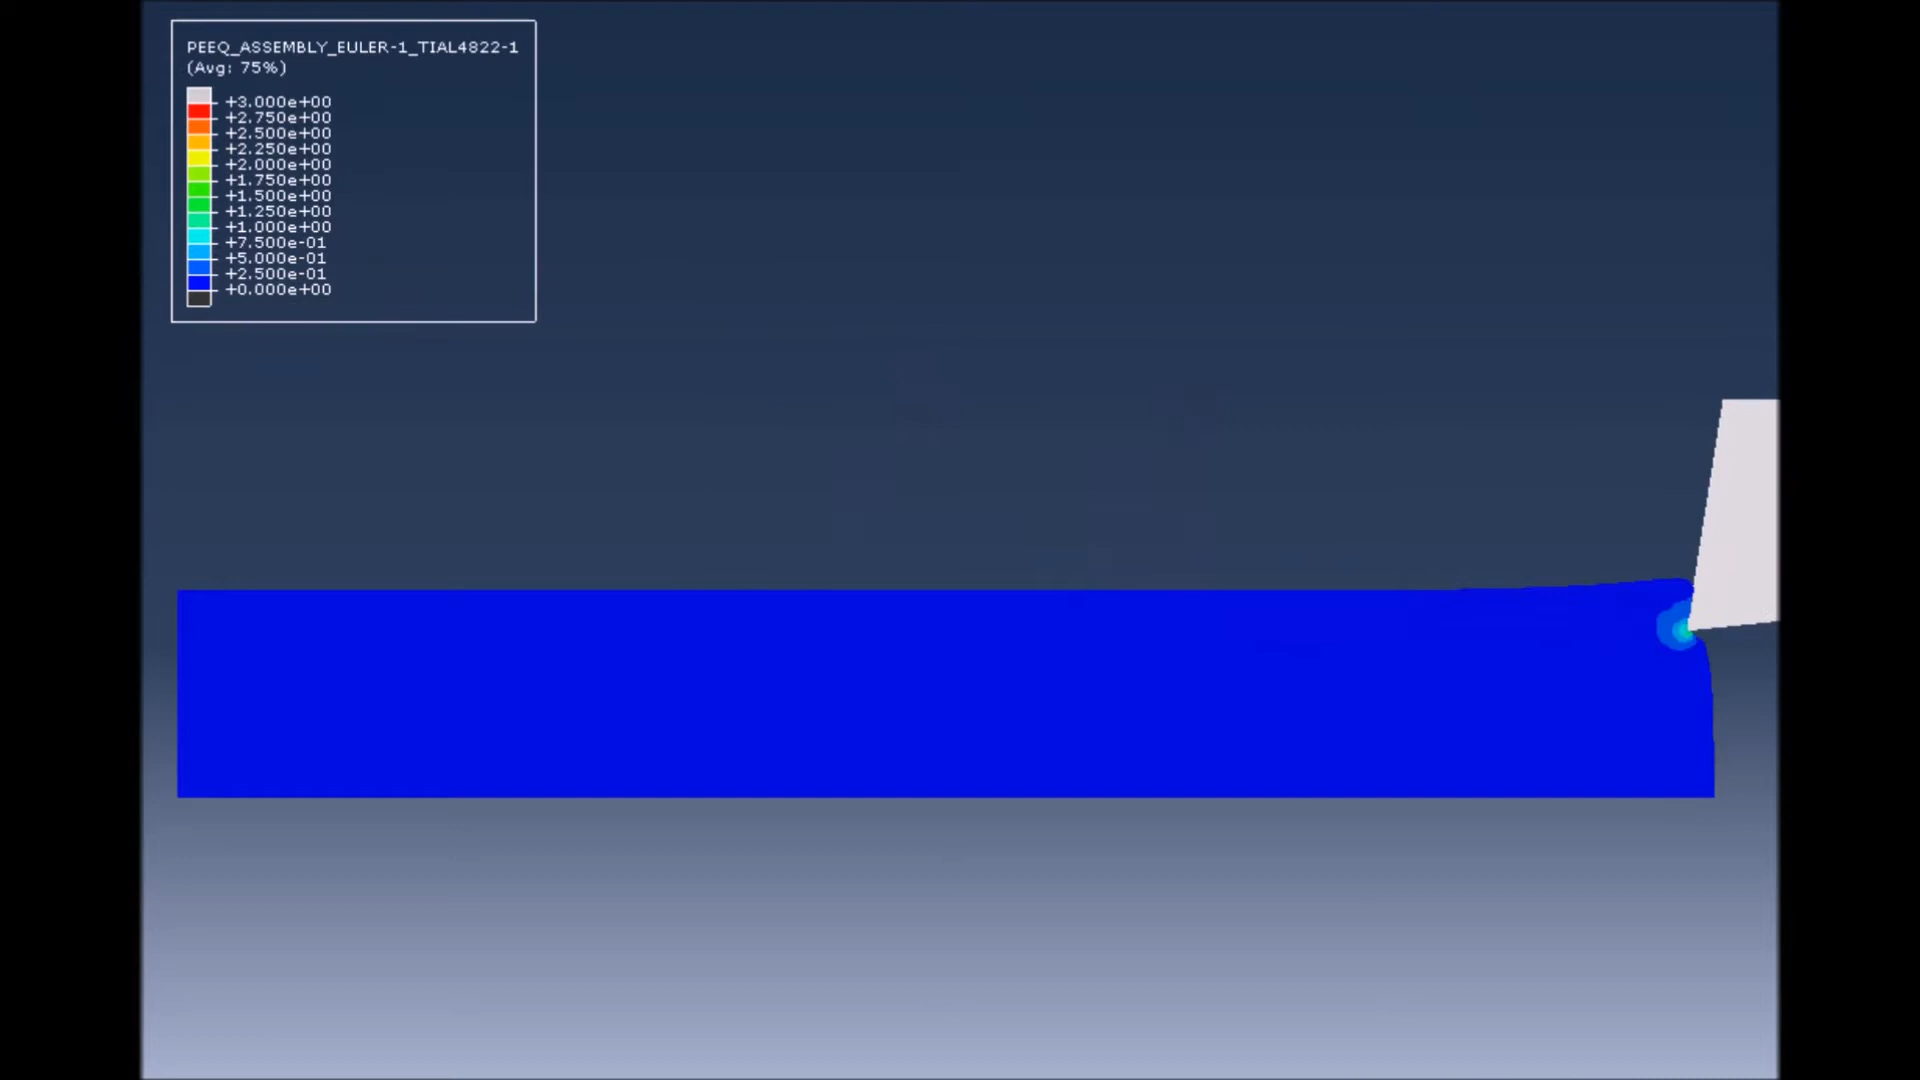 PEEQ_ASSEMBLY_EULER-1_TIAL4822-1
(Avg: 75%)
+3.000e+00
+2.750e+00
+2.500e+00
+2.250e+00
+2.000e+00
+1.750e+00
+1.500e+00
+1.250e+00
+1.000e+00
+7.500e-01
+5.000e-01
+2.500e-01
+0.000e+00